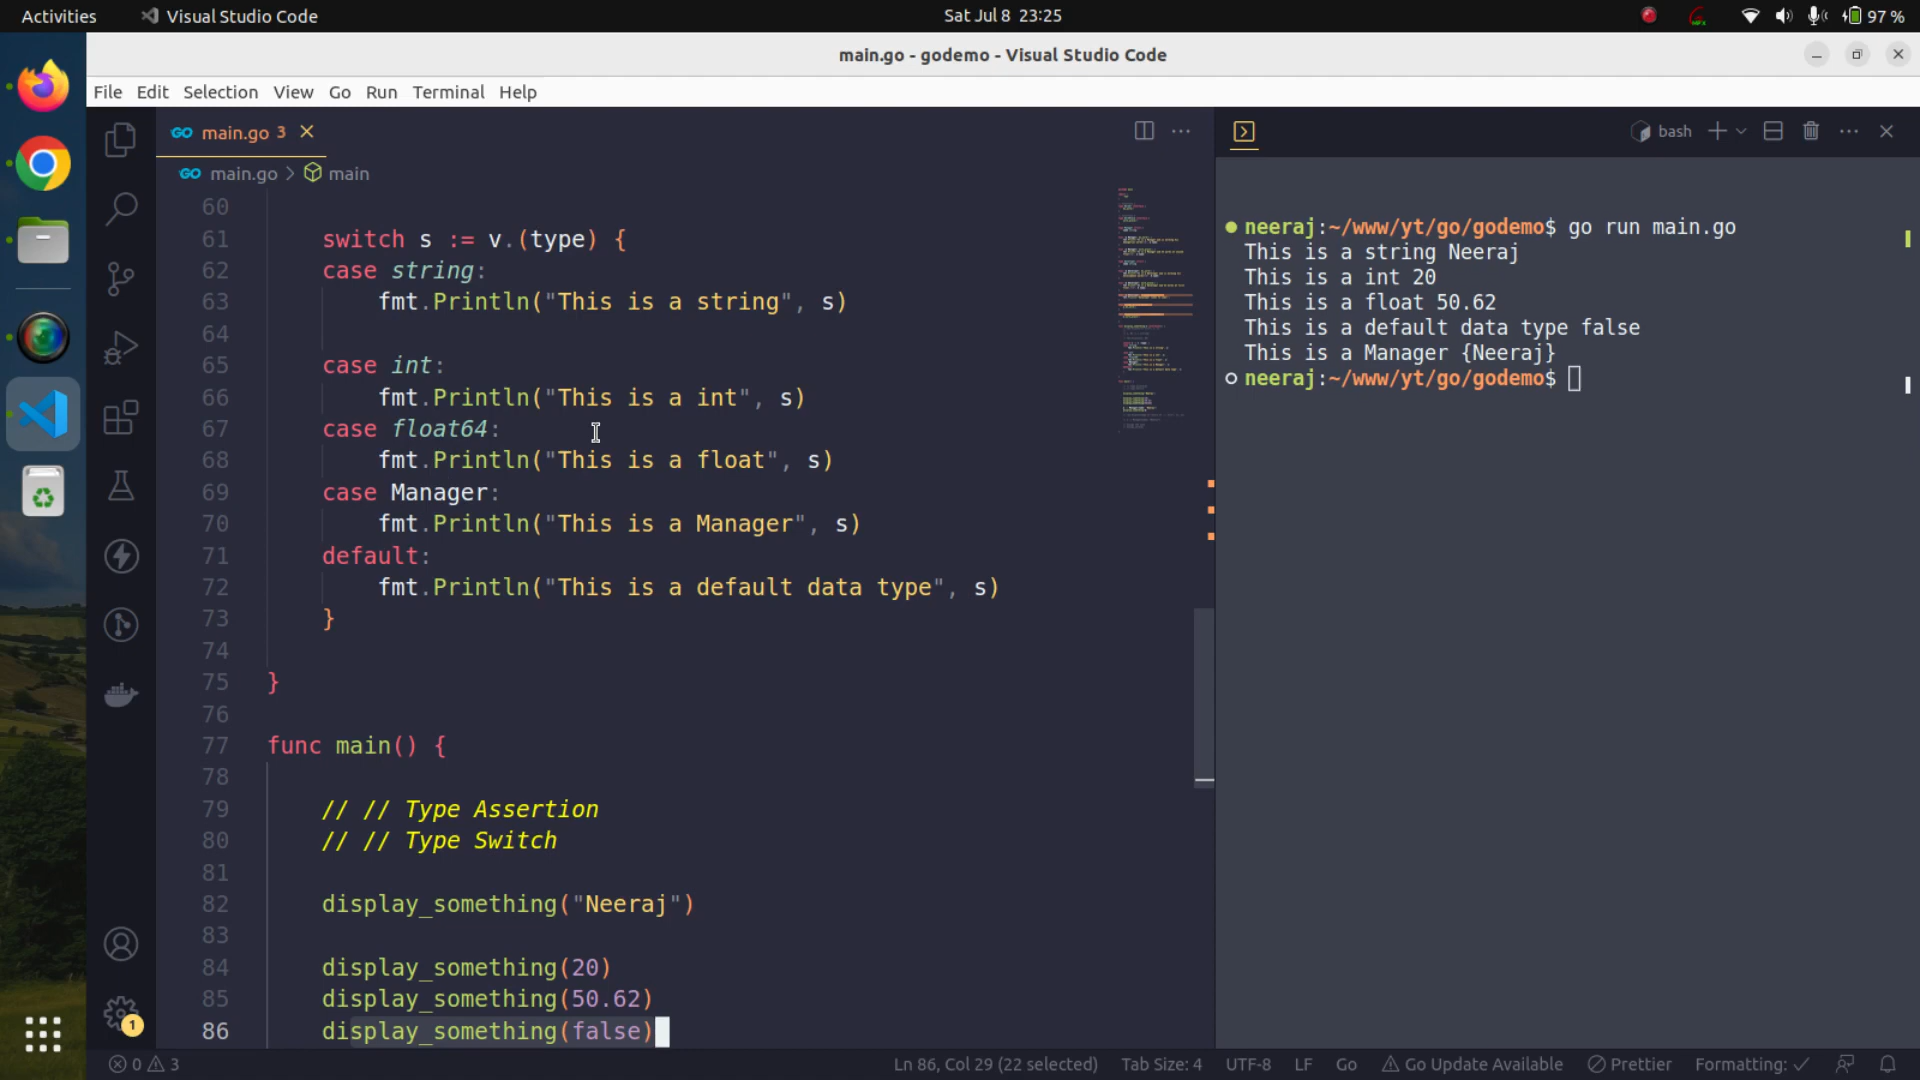 Activities Visual Studio Code Sat Jul 8 23:25 97 %
main.go - godemo - Visual Studio Code
File Edit Selection View Go Run Terminal Help
GO main.go 3
bash
GO main.go > main
60
61 switch s := v.(type) {
62 case string:
63 fmt.Println("This is a string", s)
64
65 case int:
66 fmt.Println("This is a int", s)
67 case float64:
68 fmt.Println("This is a float", s)
69 case Manager:
70 fmt.Println("This is a Manager", s)
71 default:
72 fmt.Println("This is a default data type", s)
73 }
74
75 }
76
77 func main() {
78
79 // // Type Assertion
80 // // Type Switch
81
82 display_something("Neeraj")
83
84 display_something(20)
85 display_something(50.62)
86 display_something(false)
neeraj:~/www/yt/go/godemo$ go run main.go
This is a string Neeraj
This is a int 20
This is a float 50.62
This is a default data type false
This is a Manager {Neeraj}
neeraj:~/www/yt/go/godemo$
1
0 3 Ln 86, Col 29 (22 selected) Tab Size: 4 UTF-8 LF Go Go Update Available Prettier Formatting: ✓